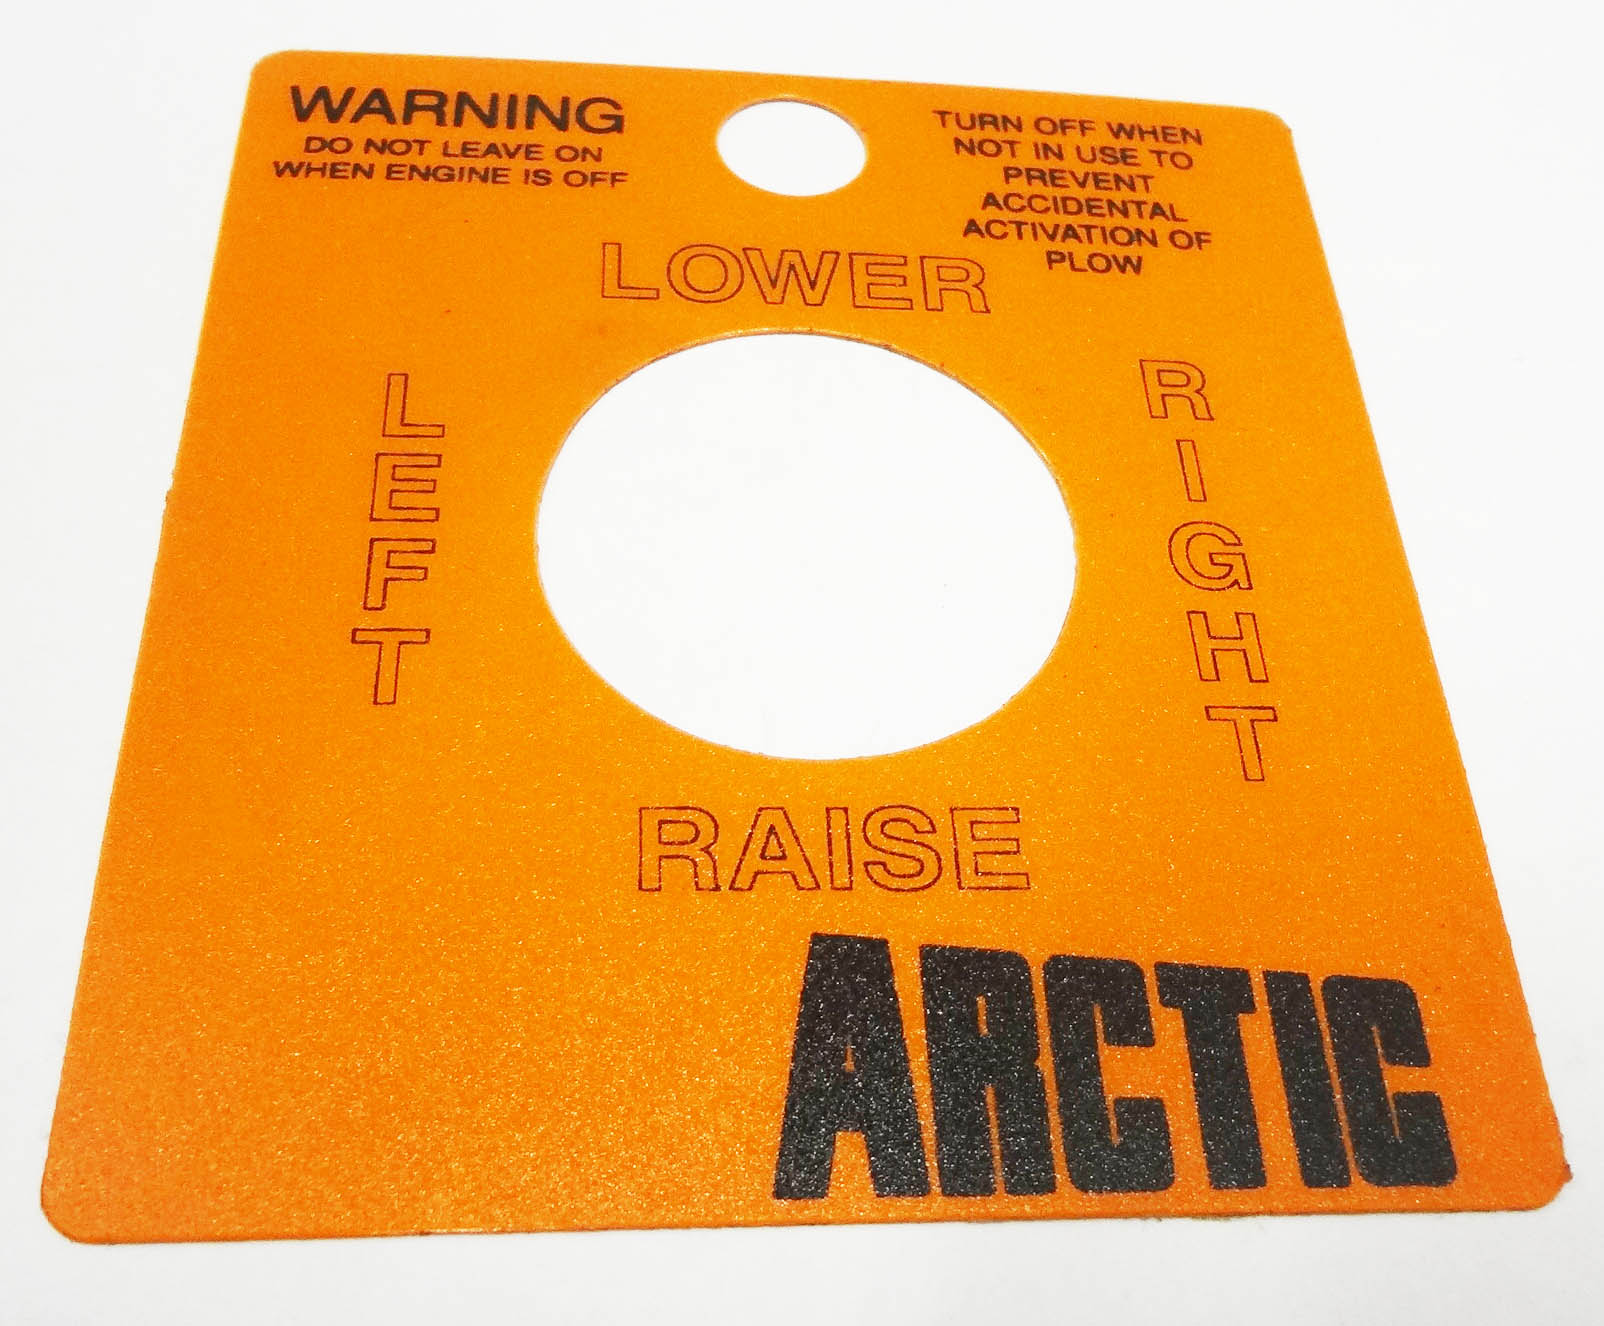 WARNING
DO NOT LEAVE ON
WHEN ENGINE IS OFF
TURN OFF WHEN
NOT IN USE TO
PREVENT
ACCIDENTAL
ACTIVATION OF
PLOW
LOWER
LEFT
RIGHT
RAISE
ARCTIC